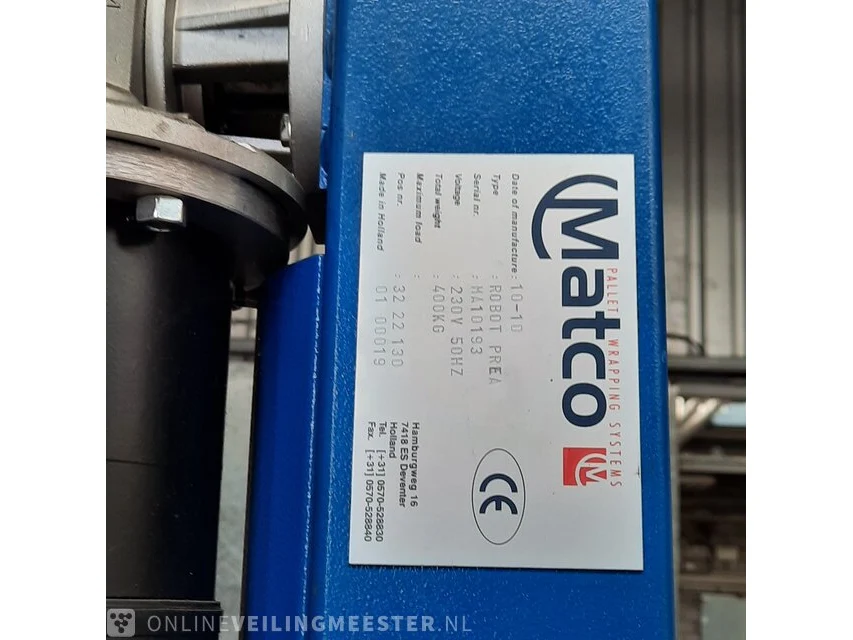 Matco
PALLET WRAPPING SYSTEMS
Date of manufacture : 10-10
Type : ROBOT PREA
Serial nr. : MA10193
Voltage : 230V 50HZ
Total weight : 400KG
Maximum load :
Pos nr. : 32 22 130
Made in Holland 01 00019
CE
Hamburgweg 16
7418 ES Deventer
Holland
Tel. [+31] 0570-528830
Fax. [+31] 0570-528840
ONLINEVEILINGMEESTER.NL